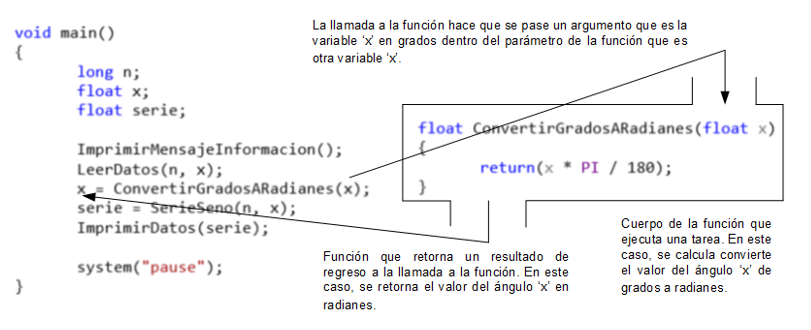 La llamada a la función hace que se pase un argumento que es la
variable ‘x’ en grados dentro del parámetro de la función que es
otra variable ‘x’.
void main()
{
long n;
float x;
float serie;
ImprimirMensajeInformacion();
LeerDatos(n, x);
x = ConvertirGradosARadianes(x);
serie = SerieSeno(n, x);
ImprimirDatos(serie);
system("pause");
}
float ConvertirGradosARadianes(float x)
{
return(x * PI / 180);
}
Función que retorna un resultado de
regreso a la llamada a la función. En este
caso, se retorna el valor del ángulo ‘x’ en
radianes.
Cuerpo de la función que
ejecuta una tarea. En este
caso, se calcula convierte
el valor del ángulo ‘x’ de
grados a radianes.